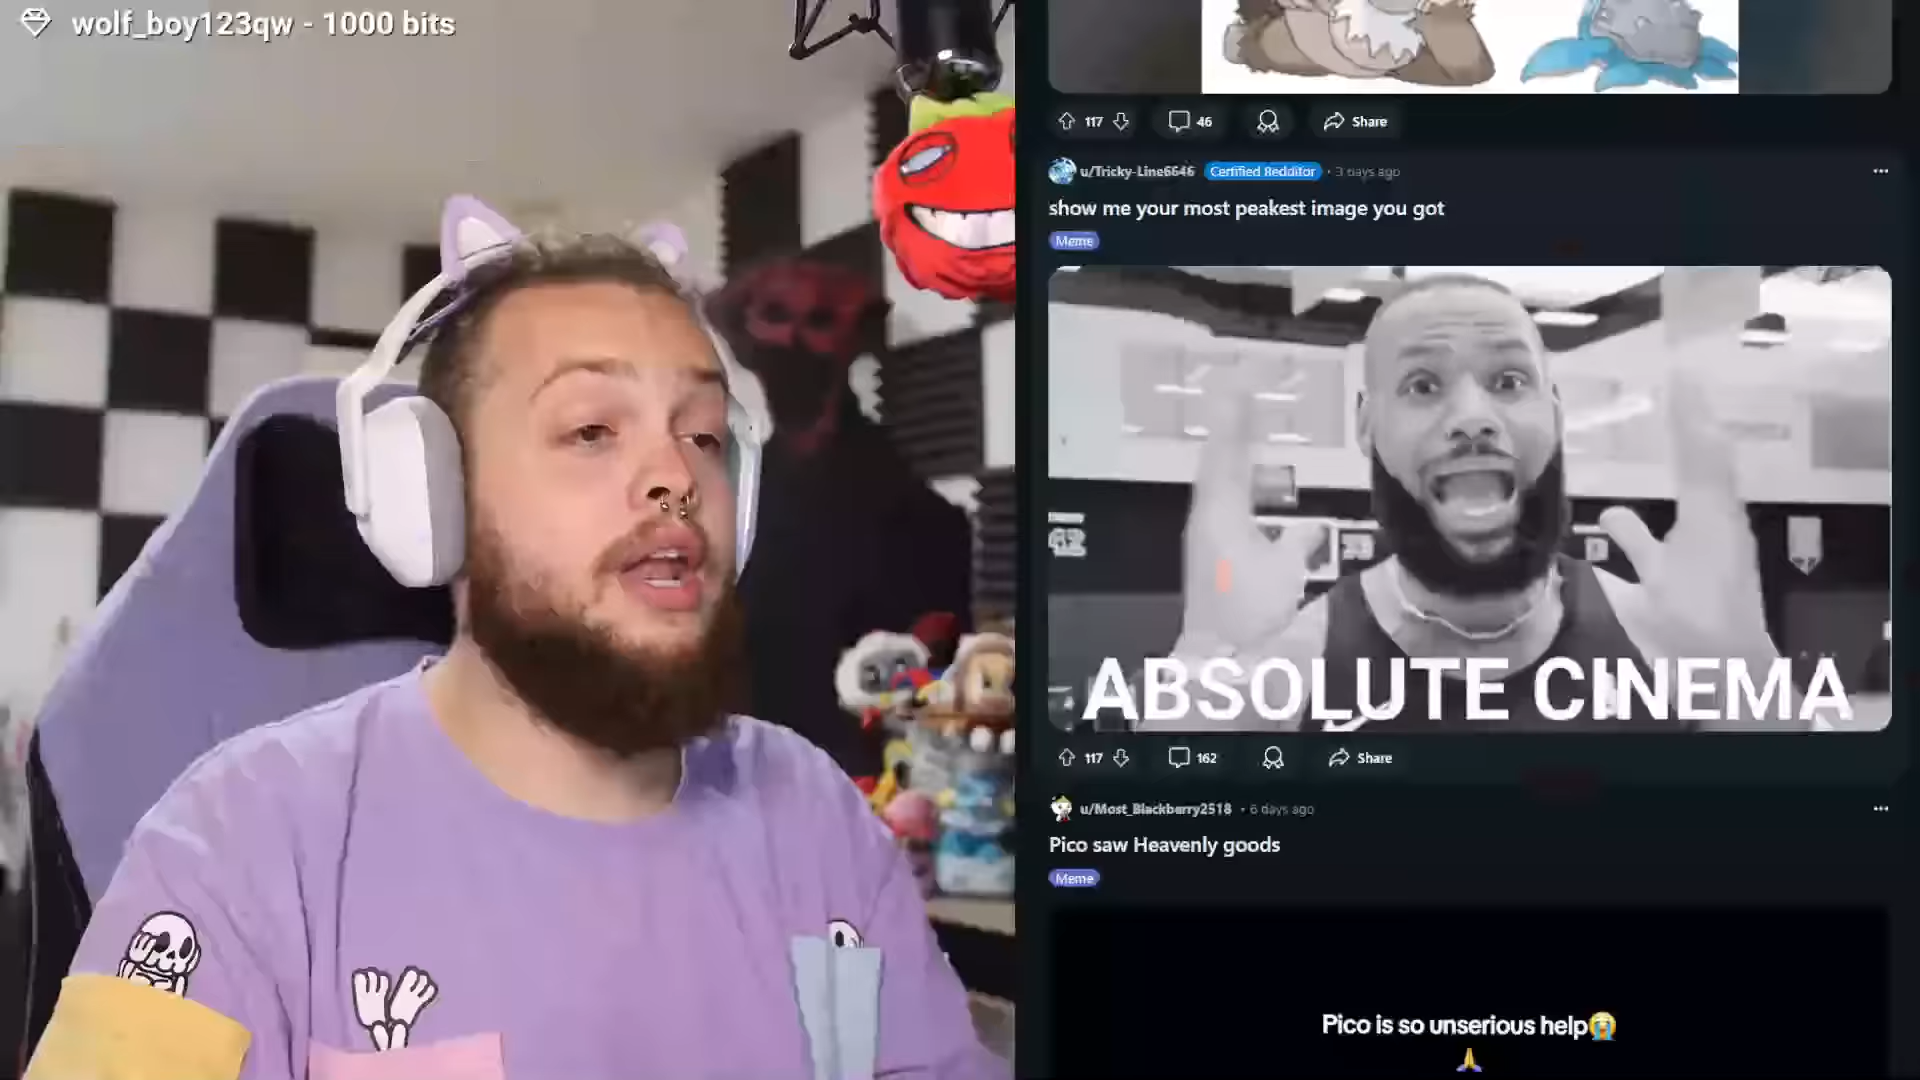 wolf_boy123qw - 1000 bits
117
46
Share
u/Tricky-Line6646 Certified Redditor • 3 days ago
show me your most peakest image you got
Meme
ABSOLUTE CINEMA
117
162
Share
u/Most_Blackberry2518 • 6 days ago
Pico saw Heavenly goods
Meme
Pico is so unserious help😭
🙏